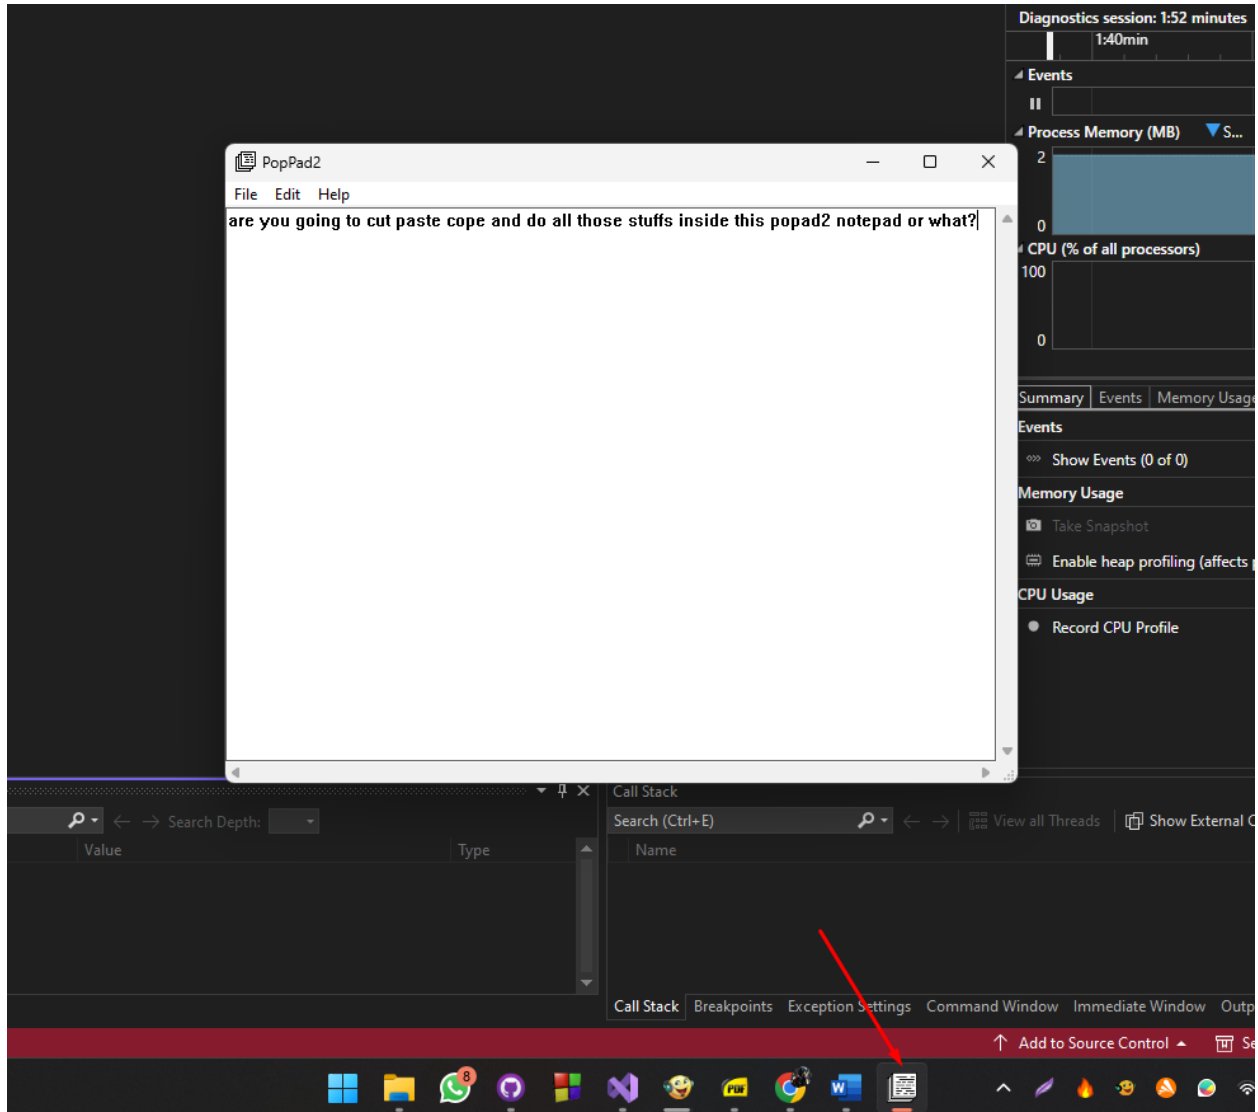 Diagnostics session: 1:52 minutes
1:40min
Events
Process Memory (MB) S...
2
0
CPU (% of all processors)
100
0
Summary Events Memory Usage
Events
Show Events (0 of 0)
Memory Usage
Take Snapshot
Enable heap profiling (affects
CPU Usage
Record CPU Profile
PopPad2
File Edit Help
are you going to cut paste cope and do all those stuffs inside this popad2 notepad or what?
Search Depth:
Value Type
Call Stack
Search (Ctrl+E) View all Threads Show External
Name
Call Stack Breakpoints Exception Settings Command Window Immediate Window Outp
Add to Source Control Se
8
PDF
W